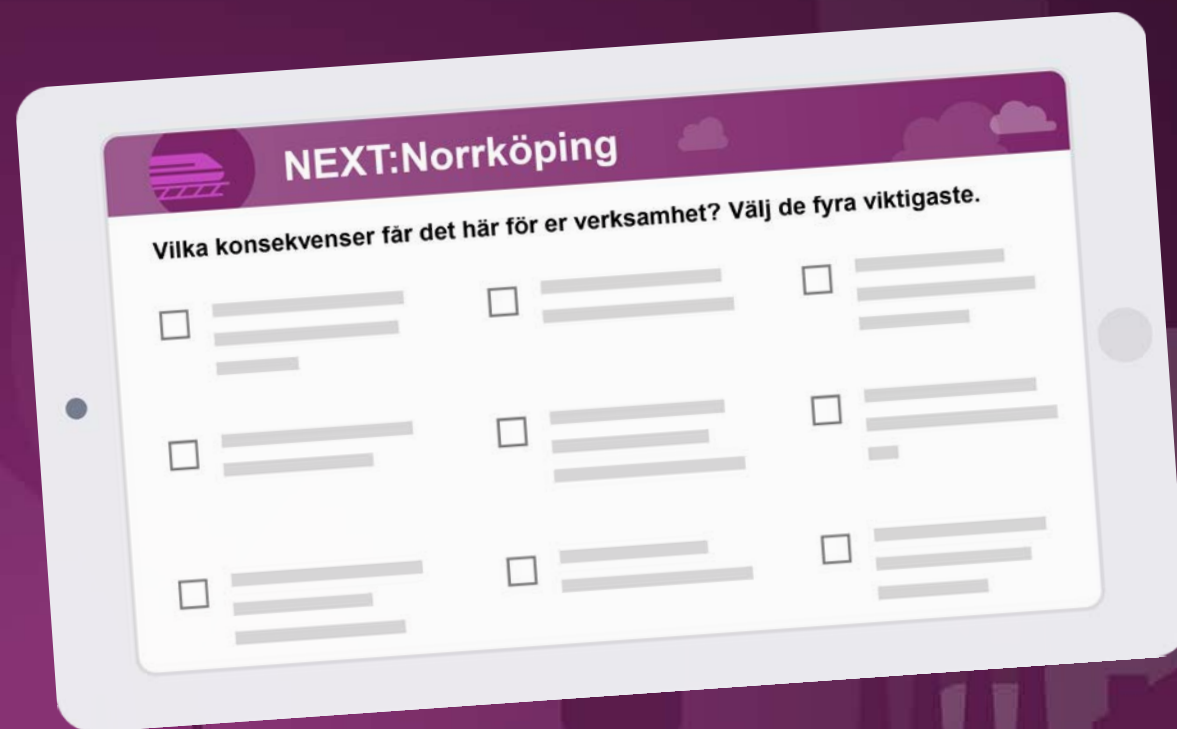 NEXT:Norrköping
Vilka konsekvenser får det här för er verksamhet? Välj de fyra viktigaste.